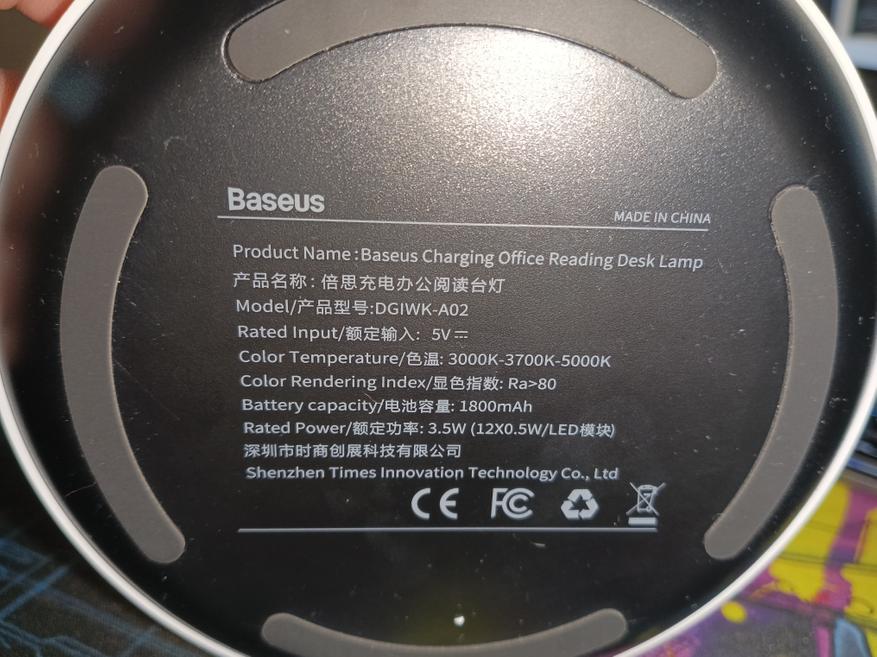 Baseus
MADE IN CHINA
Product Name:Baseus Charging Office Reading Desk Lamp
产品名称：倍思充电办公阅读台灯
Model/产品型号:DGIWK-A02
Rated Input/额定输入: 5V⎓
Color Temperature/色温: 3000K-3700K-5000K
Color Rendering Index/显色指数: Ra>80
Battery capacity/电池容量: 1800mAh
Rated Power/额定功率: 3.5W (12X0.5W/LED模块)
深圳市时商创展科技有限公司
Shenzhen Times Innovation Technology Co., Ltd
CE FC